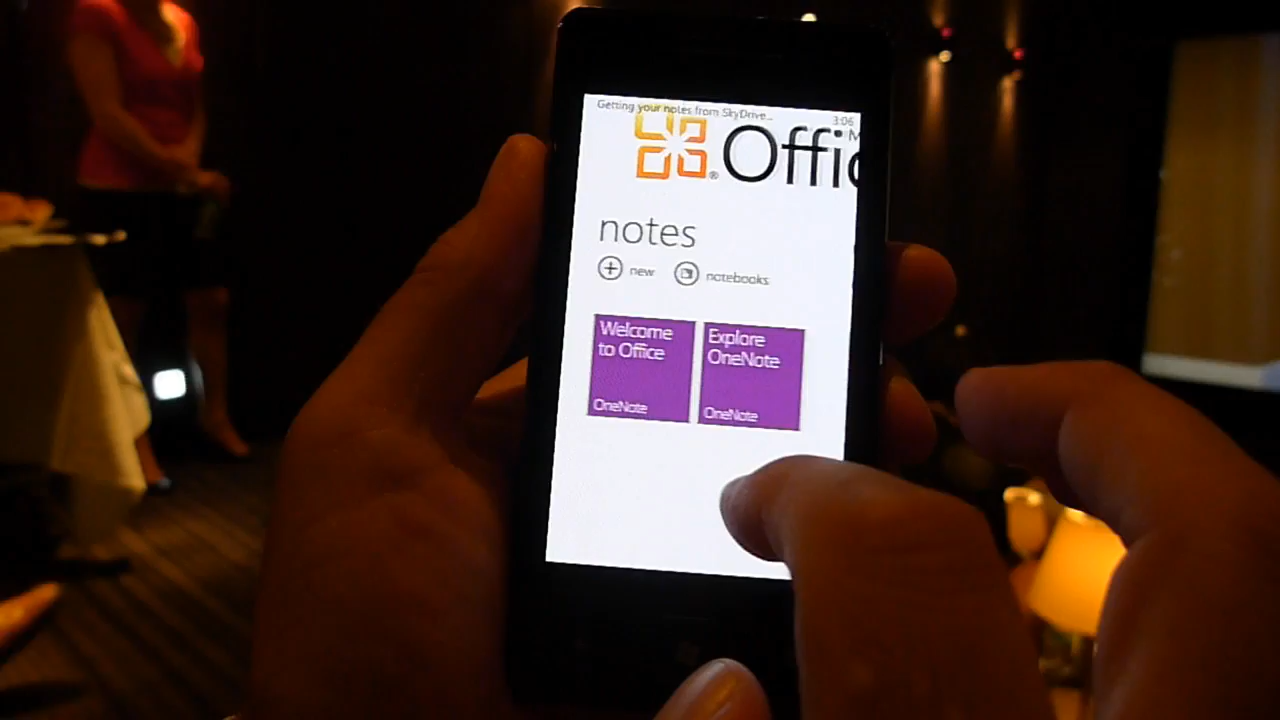 Getting your notes from SkyDrive...
3:06
Offic
M
notes
new
notebooks
Welcome
to Office
OneNote
Explore
OneNote
OneNote